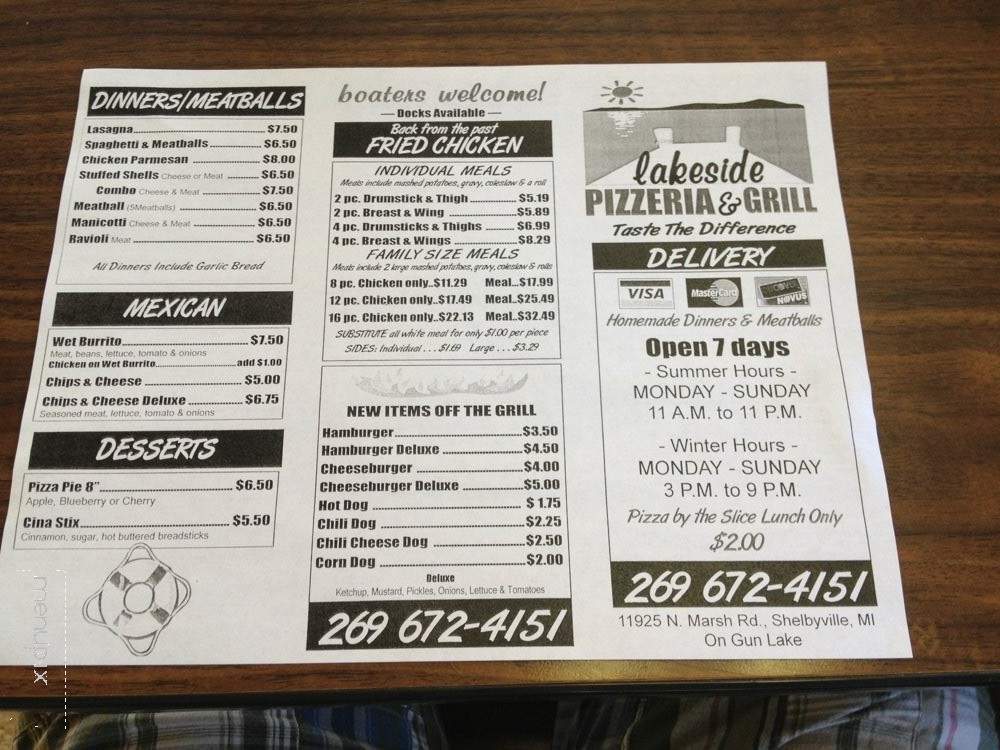 DINNERS/MEATBALLS
Lasagna........ $7.50
Spaghetti & Meatballs........ $6.50
Chicken Parmesan ........ $8.00
Stuffed Shells Cheese or Meat ........ $6.50
Combo Cheese & Meat ........ $7.50
Meatball (5Meatballs) ........ $6.50
Manicotti Cheese & Meat ........ $6.50
Ravioli Meat ........ $6.50
All Dinners Include Garlic Bread
MEXICAN
Wet Burrito........ $7.50
Meat, beans, lettuce, tomato & onions
Chicken on Wet Burrito........ add $1.00
Chips & Cheese ........ $5.00
Chips & Cheese Deluxe ........ $6.75
Seasoned meat, lettuce, tomato & onions
DESSERTS
Pizza Pie 8"........ $6.50
Apple, Blueberry or Cherry
Cina Stix........ $5.50
Cinnamon, sugar, hot buttered breadsticks
boaters welcome!
— Docks Available —
Back from the past
FRIED CHICKEN
INDIVIDUAL MEALS
Meals include mashed potatoes, gravy, coleslaw & a roll
2 pc. Drumstick & Thigh ........ $5.19
2 pc. Breast & Wing ........ $5.89
4 pc. Drumsticks & Thighs ........ $6.99
4 pc. Breast & Wings ........ $8.29
FAMILY SIZE MEALS
Meals include 2 large mashed potatoes, gravy, coleslaw & rolls
8 pc. Chicken only..$11.29 Meal...$17.99
12 pc. Chicken only..$17.49 Meal..$25.49
16 pc. Chicken only..$22.13 Meal..$32.49
SUBSTITUTE all white meat for only $1.00 per piece
SIDES: Individual . . . $1.69 Large . . . $3.29
NEW ITEMS OFF THE GRILL
Hamburger........ $3.50
Hamburger Deluxe ........ $4.50
Cheeseburger ........ $4.00
Cheeseburger Deluxe ........ $5.00
Hot Dog ........ $ 1.75
Chili Dog ........ $2.25
Chili Cheese Dog ........ $2.50
Corn Dog ........ $2.00
Deluxe
Ketchup, Mustard, Pickles, Onions, Lettuce & Tomatoes
269 672-4151
lakeside
PIZZERIA & GRILL
Taste The Difference
DELIVERY
VISA MasterCard NOVUS
Homemade Dinners & Meatballs
Open 7 days
- Summer Hours -
MONDAY - SUNDAY
11 A.M. to 11 P.M.
- Winter Hours -
MONDAY - SUNDAY
3 P.M. to 9 P.M.
Pizza by the Slice Lunch Only
$2.00
269 672-4151
11925 N. Marsh Rd., Shelbyville, MI
On Gun Lake
menupix